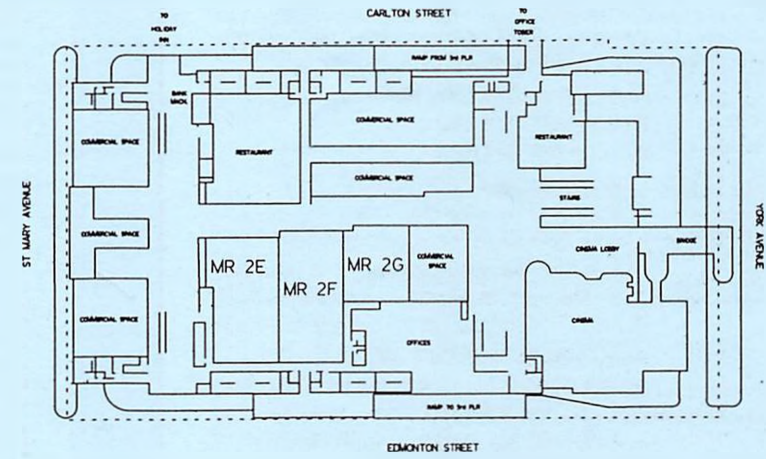 CARLTON STREET
TO
HOLIDAY
INN
TO
OFFICE
TOBER
RAMP FROM 3rd FLR
BANK
MACH.
COMMERCIAL SPACE
COMMERCIAL SPACE
RESTAURANT
RESTAURANT
COMMERCIAL SPACE
STAIRS
ST MARY AVENUE
YORK AVENUE
COMMERCIAL SPACE
MR 2E
MR 2F
MR 2G
COMMERCIAL
SPACE
CINEMA LOBBY
BRIDGE
COMMERCIAL SPACE
OFFICES
CINEMA
RAMP TO 3rd FLR
EDMONTON STREET